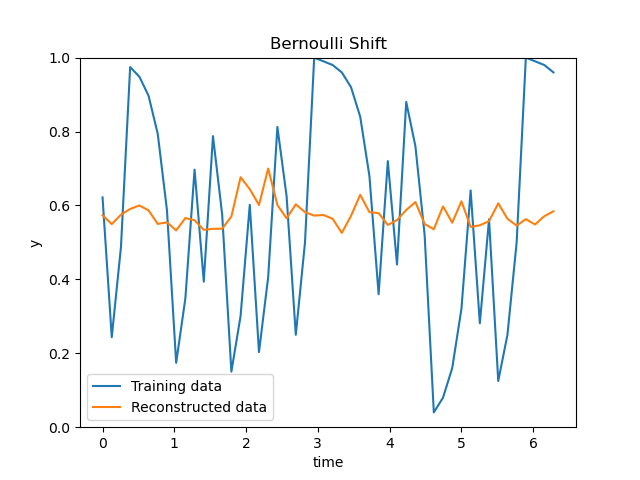 Bernoulli Shift
1.0
0.8
0.6
0.4
0.2
0.0
y
Training data
Reconstructed data
0 1 2 3 4 5 6
time